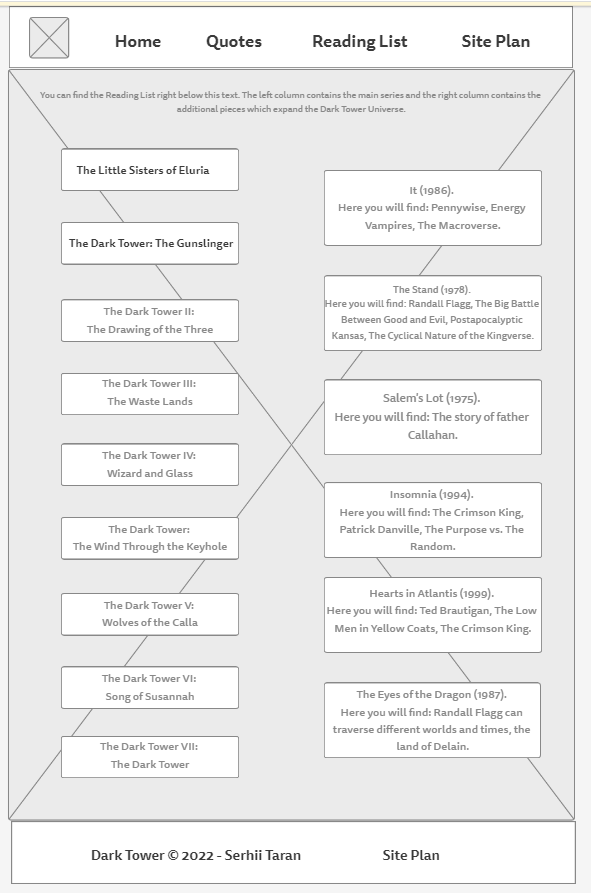 Home
Quotes
Reading List
Site Plan
You can find the Reading List right below this text. The left column contains the main series and the right column contains the
additional pieces which expand the Dark Tower Universe.
The Little Sisters of Eluria
The Dark Tower: The Gunslinger
The Dark Tower II:
The Drawing of the Three
The Dark Tower III:
The Waste Lands
The Dark Tower IV:
Wizard and Glass
The Dark Tower:
The Wind Through the Keyhole
The Dark Tower V:
Wolves of the Calla
The Dark Tower VI:
Song of Susannah
The Dark Tower VII:
The Dark Tower
It (1986).
Here you will find: Pennywise, Energy
Vampires, The Macroverse.
The Stand (1978).
Here you will find: Randall Flagg, The Big Battle
Between Good and Evil, Postapocalyptic
Kansas, The Cyclical Nature of the Kingverse.
Salem's Lot (1975).
Here you will find: The story of father
Callahan.
Insomnia (1994).
Here you will find: The Crimson King,
Patrick Danville, The Purpose vs. The
Random.
Hearts in Atlantis (1999).
Here you will find: Ted Brautigan, The Low
Men in Yellow Coats, The Crimson King.
The Eyes of the Dragon (1987).
Here you will find: Randall Flagg can
traverse different worlds and times, the
land of Delain.
Dark Tower © 2022 - Serhii Taran
Site Plan